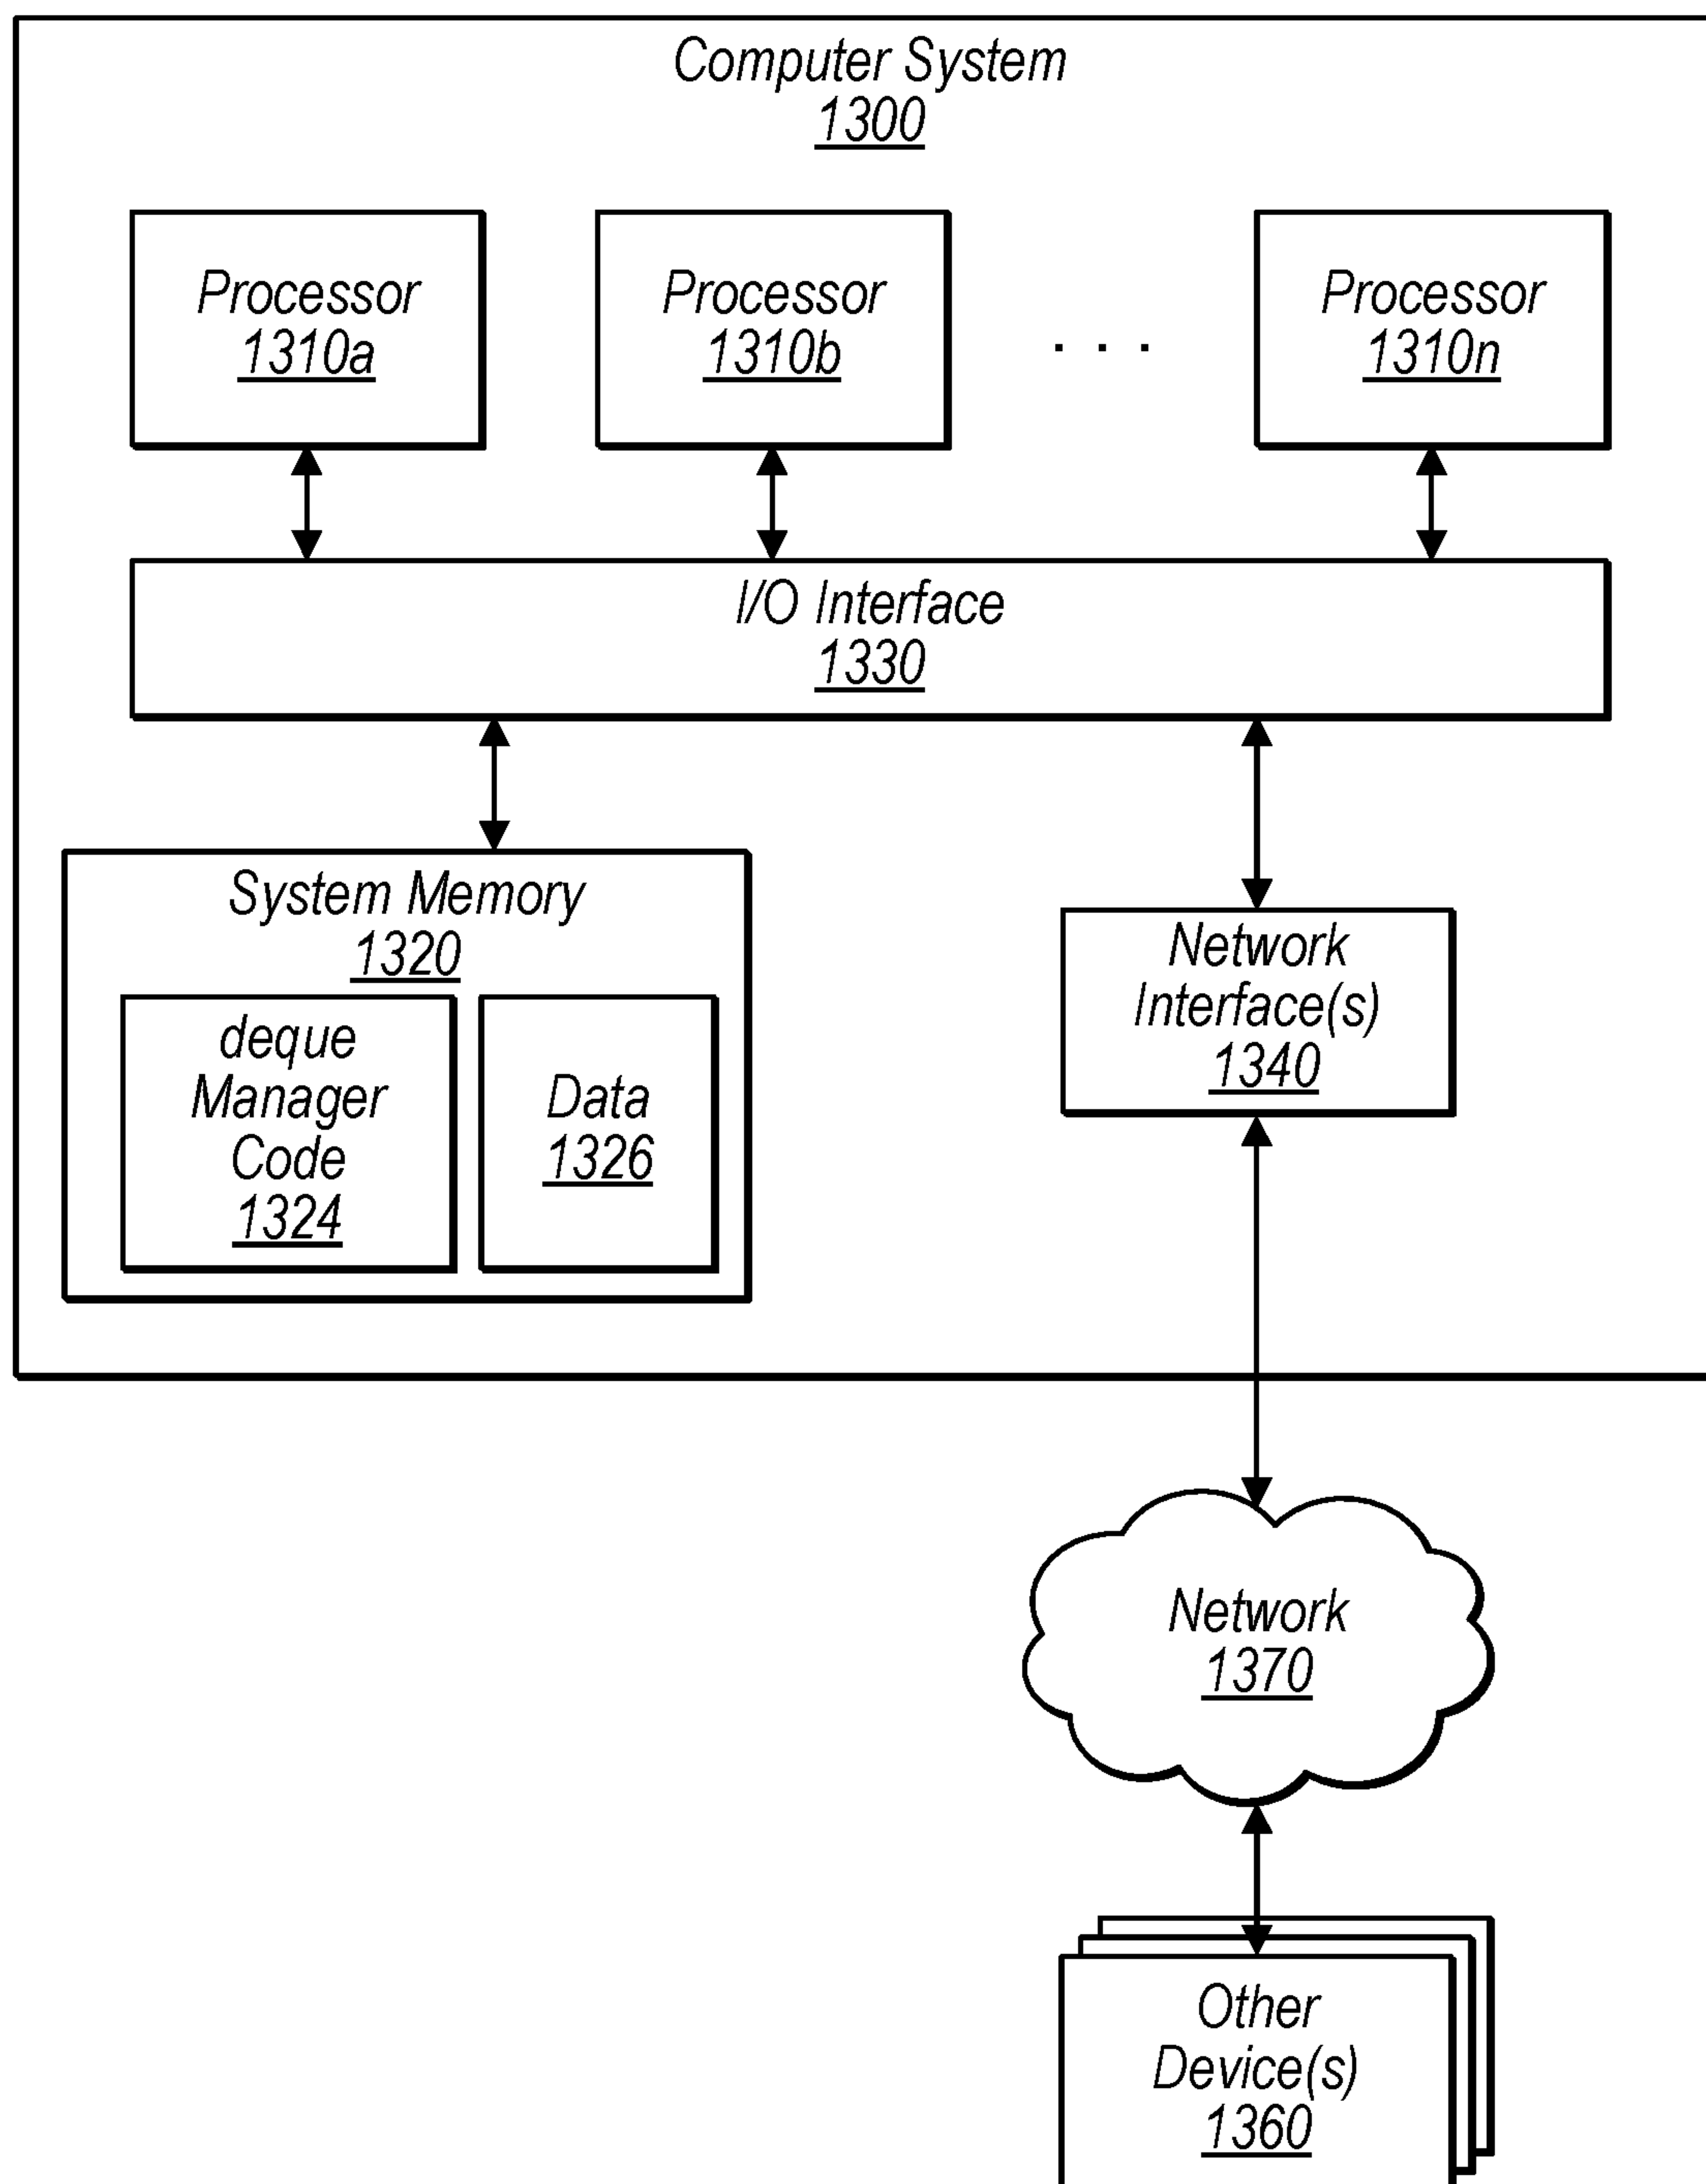 Computer System
1300
Processor
1310a
Processor
1310b
. . .
Processor
1310n
I/O Interface
1330
System Memory
1320
deque
Manager
Code
1324
Data
1326
Network
Interface(s)
1340
Network
1370
Other
Device(s)
1360